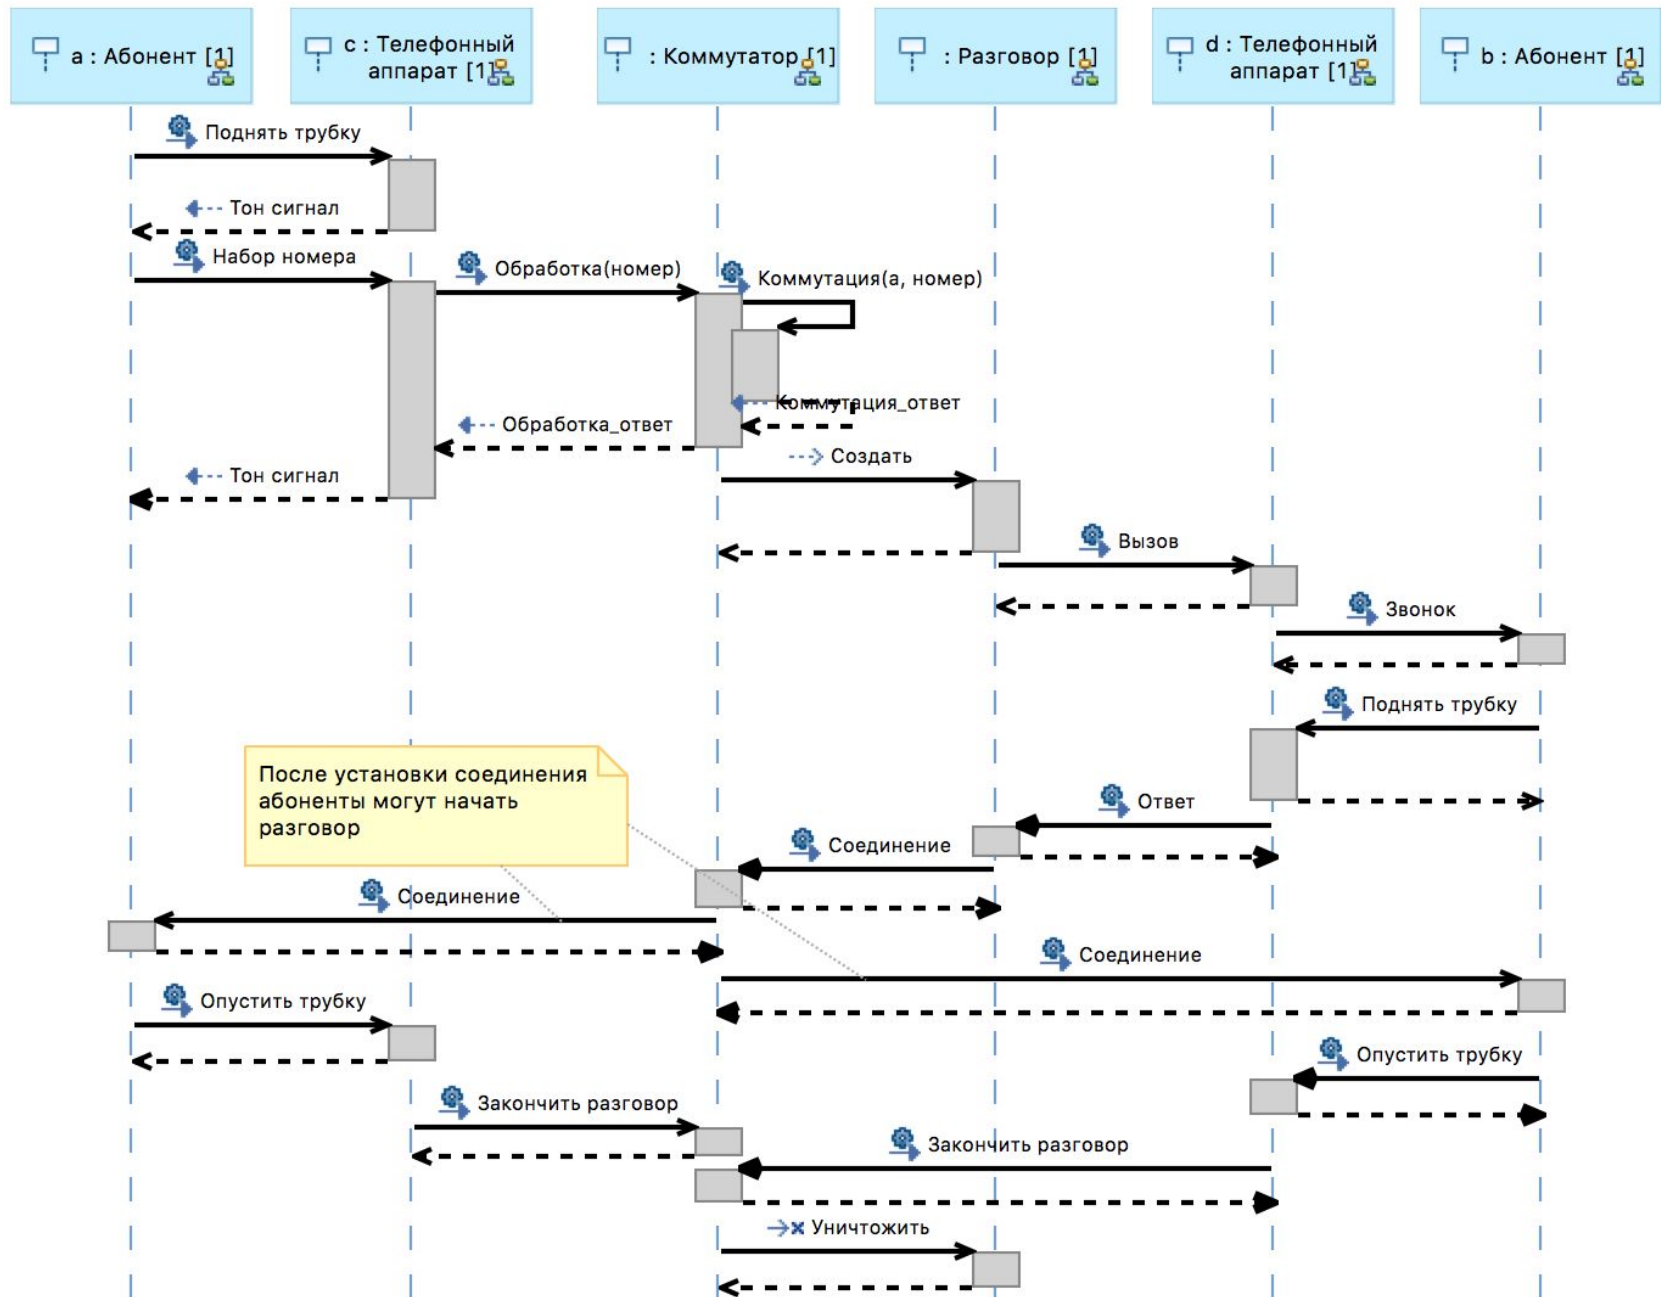 a : Абонент [1]
c : Телефонный
аппарат [1]
: Коммутатор [1]
: Разговор [1]
d : Телефонный
аппарат [1]
b : Абонент [1]
Поднять трубку
Тон сигнал
Набор номера
Обработка(номер)
Коммутация(a, номер)
Коммутация_ответ
Обработка_ответ
Создать
Тон сигнал
Вызов
Звонок
Поднять трубку
После установки соединения
абоненты могут начать
разговор
Ответ
Соединение
Соединение
Соединение
Опустить трубку
Опустить трубку
Закончить разговор
Закончить разговор
Уничтожить